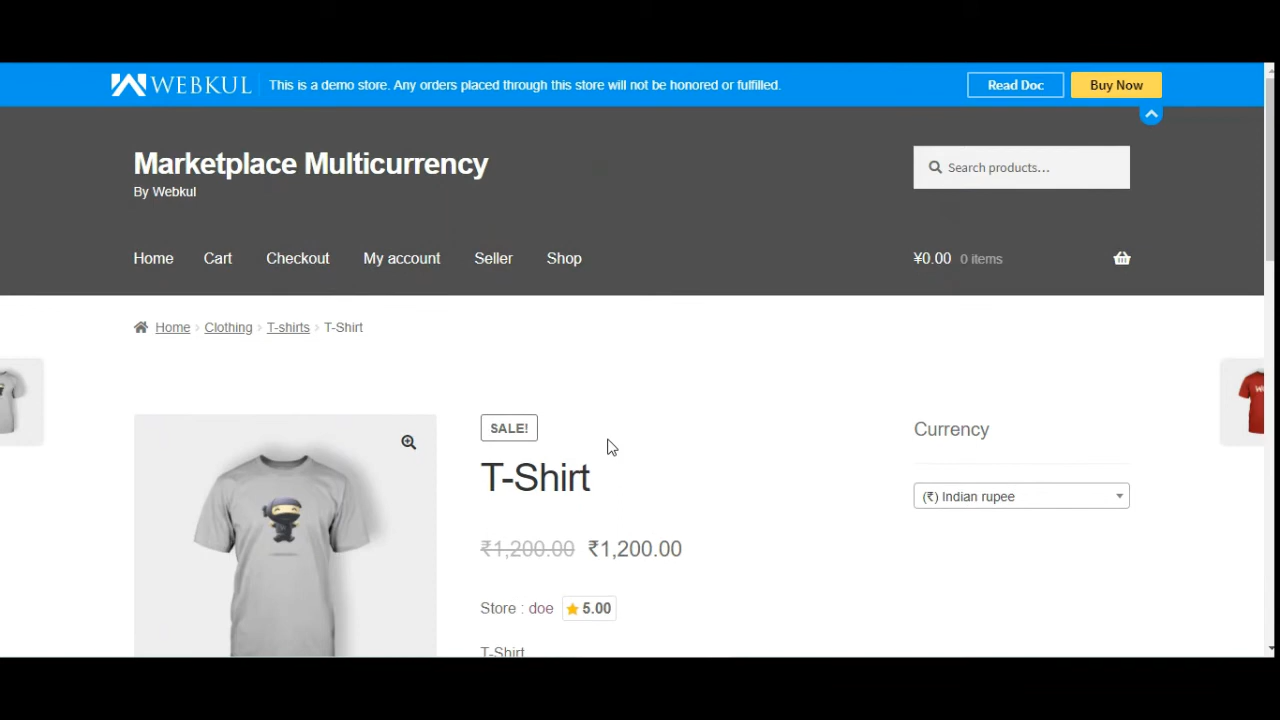 WEBKUL This is a demo store. Any orders placed through this store will not be honored or fulfilled. Read Doc Buy Now
Marketplace Multicurrency
By Webkul
Search products…
Home Cart Checkout My account Seller Shop ¥0.00 0 items
Home › Clothing › T-shirts › T-Shirt
SALE!
Currency
T-Shirt
(₹) Indian rupee
₹1,200.00 ₹1,200.00
Store : doe 5.00
T-Shirt